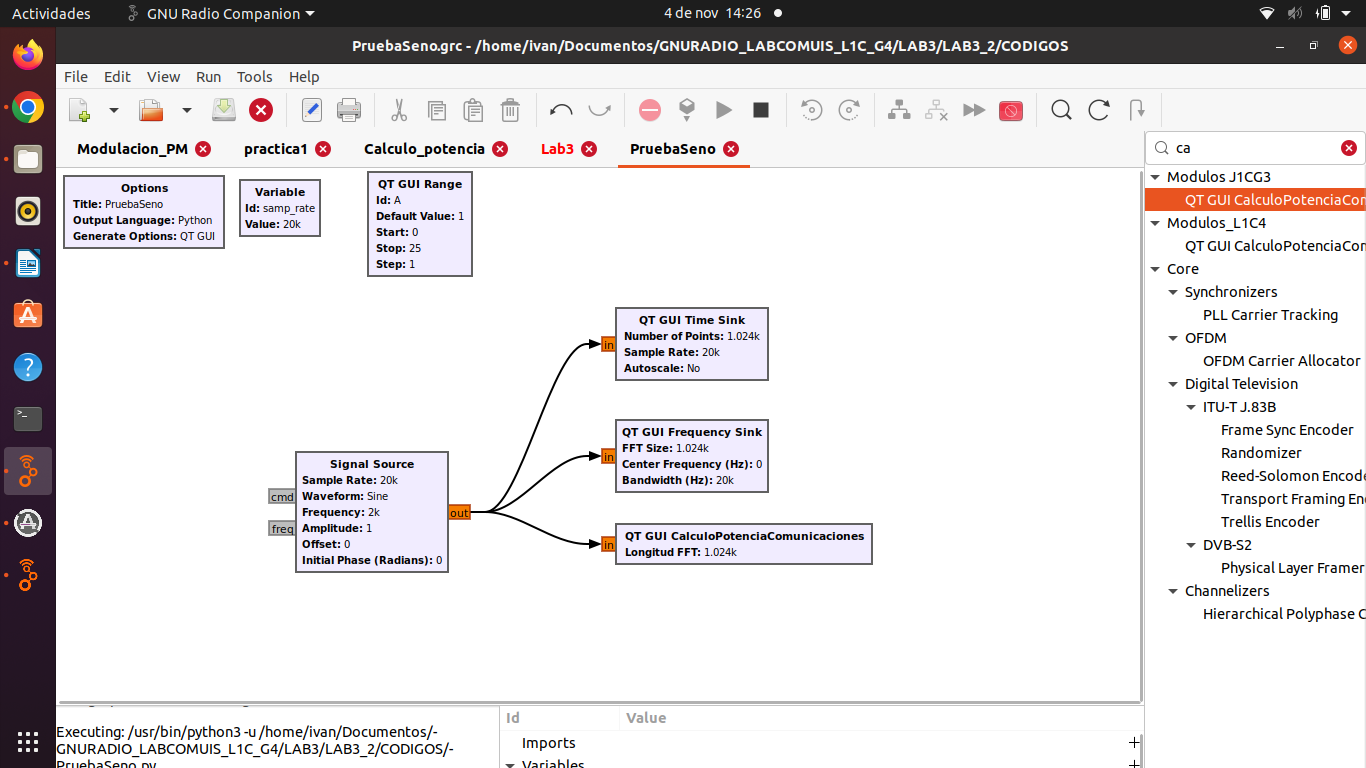 Actividades
GNU Radio Companion
4 de nov 14:26
PruebaSeno.grc - /home/ivan/Documentos/GNURADIO_LABCOMUIS_L1C_G4/LAB3/LAB3_2/CODIGOS
File Edit View Run Tools Help
Modulacion_PM
practica1
Calculo_potencia
Lab3
PruebaSeno
Options
Title: PruebaSeno
Output Language: Python
Generate Options: QT GUI
Variable
Id: samp_rate
Value: 20k
QT GUI Range
Id: A
Default Value: 1
Start: 0
Stop: 25
Step: 1
QT GUI Time Sink
Number of Points: 1.024k
Sample Rate: 20k
Autoscale: No
in
QT GUI Frequency Sink
FFT Size: 1.024k
Center Frequency (Hz): 0
Bandwidth (Hz): 20k
in
Signal Source
Sample Rate: 20k
Waveform: Sine
Frequency: 2k
Amplitude: 1
Offset: 0
Initial Phase (Radians): 0
cmd
freq
out
QT GUI CalculoPotenciaComunicaciones
Longitud FFT: 1.024k
in
ca
Modulos J1CG3
QT GUI CalculoPotenciaCom
Modulos_L1C4
QT GUI CalculoPotenciaCom
Core
Synchronizers
PLL Carrier Tracking
OFDM
OFDM Carrier Allocator
Digital Television
ITU-T J.83B
Frame Sync Encoder
Randomizer
Reed-Solomon Encode
Transport Framing En
Trellis Encoder
DVB-S2
Physical Layer Framer
Channelizers
Hierarchical Polyphase C
Executing: /usr/bin/python3 -u /home/ivan/Documentos/-
GNURADIO_LABCOMUIS_L1C_G4/LAB3/LAB3_2/CODIGOS/-
PruebaSeno.py
Id Value
Imports
Variables